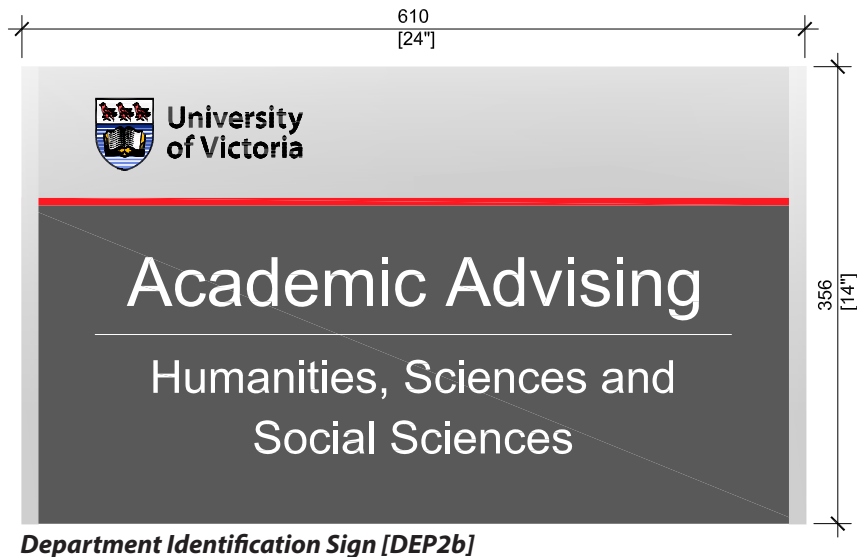 610
[24"]
University
of Victoria
Academic Advising
Humanities, Sciences and
Social Sciences
356
[14"]
Department Identification Sign [DEP2b]